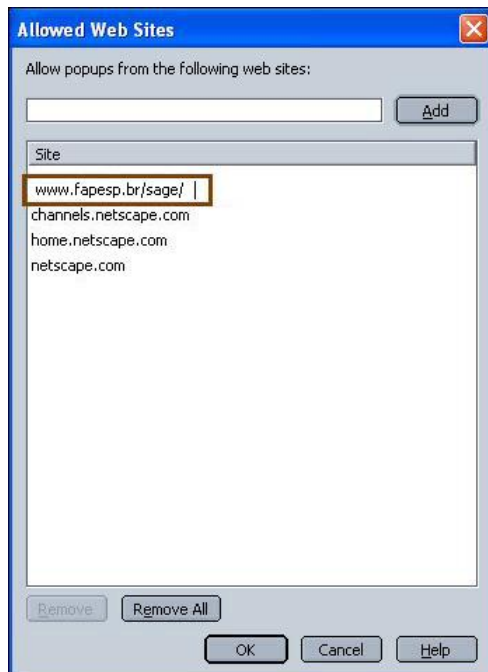 Allowed Web Sites
Allow popups from the following web sites:
Add
Site
www.fapesp.br/sage/
channels.netscape.com
home.netscape.com
netscape.com
Remove Remove All
OK Cancel Help